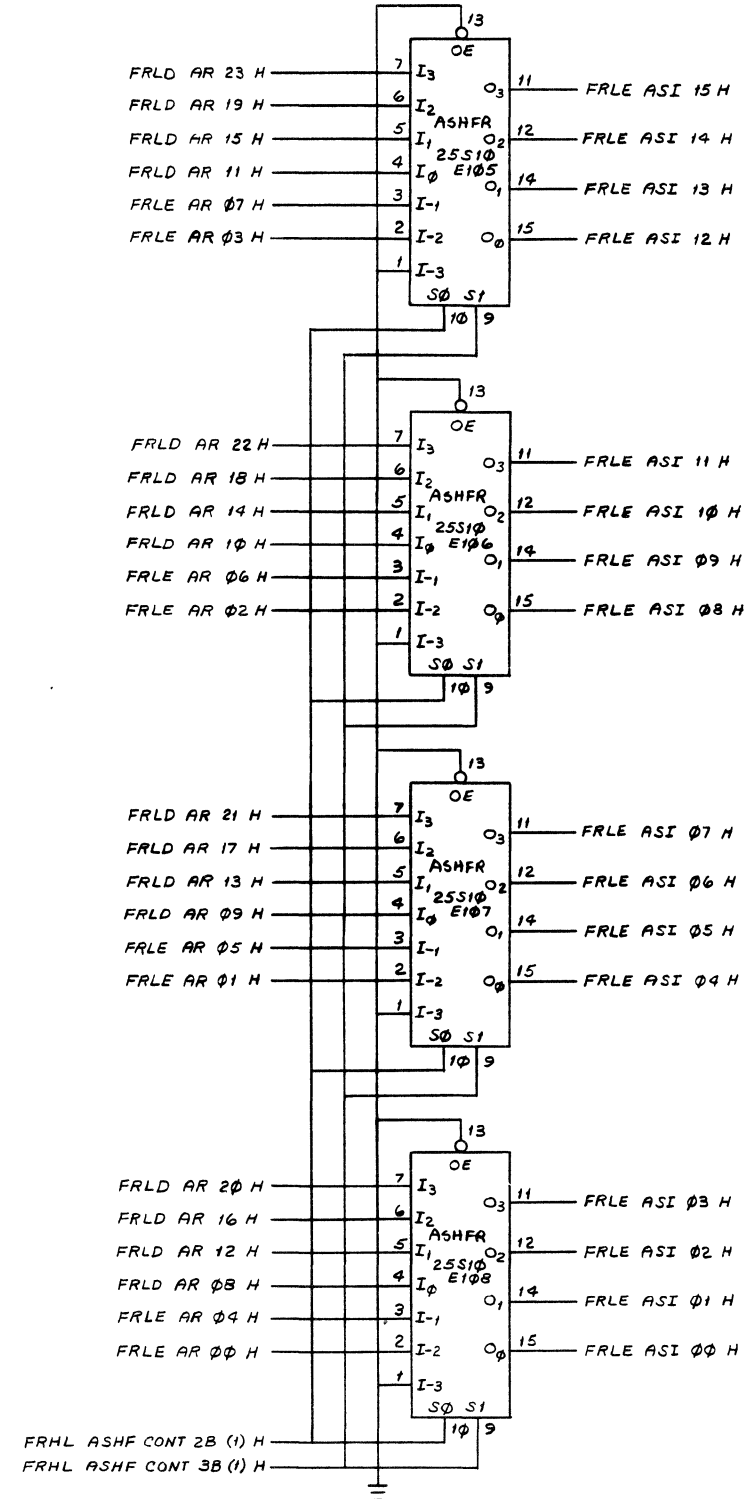 13
OE
FRLD AR 23 H 7 I3
O3 11 FRLE ASI 15 H
FRLD AR 19 H 6 I2
ASHFR
FRLD AR 15 H 5 I1 O2 12 FRLE ASI 14 H
25S1Ø
FRLD AR 11 H 4 IØ E1Ø5
O1 14 FRLE ASI 13 H
FRLE AR Ø7 H 3 I-1
FRLE AR Ø3 H 2 I-2 OØ 15 FRLE ASI 12 H
1 I-3
SØ S1
1Ø 9
13
OE
FRLD AR 22 H 7 I3
O3 11 FRLE ASI 11 H
FRLD AR 18 H 6 I2
ASHFR
FRLD AR 14 H 5 I1 O2 12 FRLE ASI 1Ø H
25S1Ø
FRLD AR 1Ø H 4 IØ E1Ø6
O1 14 FRLE ASI Ø9 H
FRLE AR Ø6 H 3 I-1
FRLE AR Ø2 H 2 I-2 OØ 15 FRLE ASI Ø8 H
1 I-3
SØ S1
1Ø 9
13
OE
FRLD AR 21 H 7 I3
O3 11 FRLE ASI Ø7 H
FRLD AR 17 H 6 I2
ASHFR
FRLD AR 13 H 5 I1 O2 12 FRLE ASI Ø6 H
25S1Ø
FRLD AR Ø9 H 4 IØ E1Ø7
O1 14 FRLE ASI Ø5 H
FRLE AR Ø5 H 3 I-1
FRLE AR Ø1 H 2 I-2 OØ 15 FRLE ASI Ø4 H
1 I-3
SØ S1
1Ø 9
13
OE
FRLD AR 2Ø H 7 I3
O3 11 FRLE ASI Ø3 H
FRLD AR 16 H 6 I2
ASHFR
FRLD AR 12 H 5 I1 O2 12 FRLE ASI Ø2 H
25S1Ø
FRLD AR Ø8 H 4 IØ E1Ø8
O1 14 FRLE ASI Ø1 H
FRLE AR Ø4 H 3 I-1
FRLE AR ØØ H 2 I-2 OØ 15 FRLE ASI ØØ H
1 I-3
SØ S1
1Ø 9
FRHL ASHF CONT 2B (1) H
FRHL ASHF CONT 3B (1) H